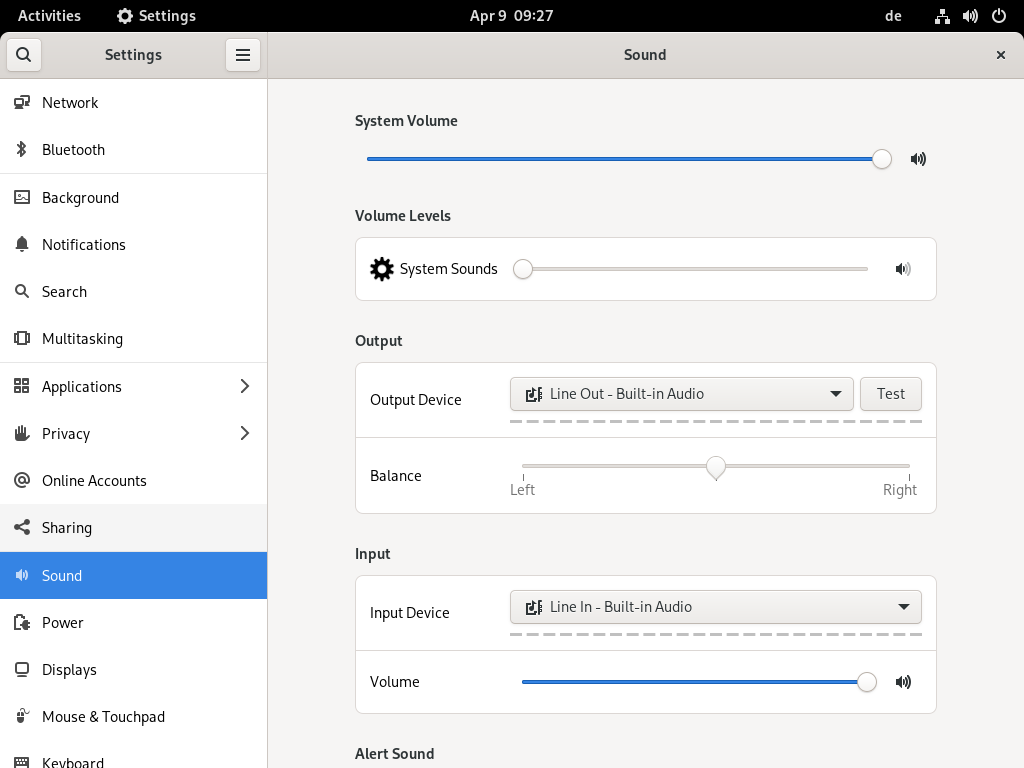 Activities
Settings
Apr 9 09:27
de
Settings
Sound
Network
Bluetooth
Background
Notifications
Search
Multitasking
Applications
Privacy
Online Accounts
Sharing
Sound
Power
Displays
Mouse & Touchpad
Keyboard
System Volume
Volume Levels
System Sounds
Output
Output Device
Line Out - Built-in Audio
Test
Balance
Left
Right
Input
Input Device
Line In - Built-in Audio
Volume
Alert Sound